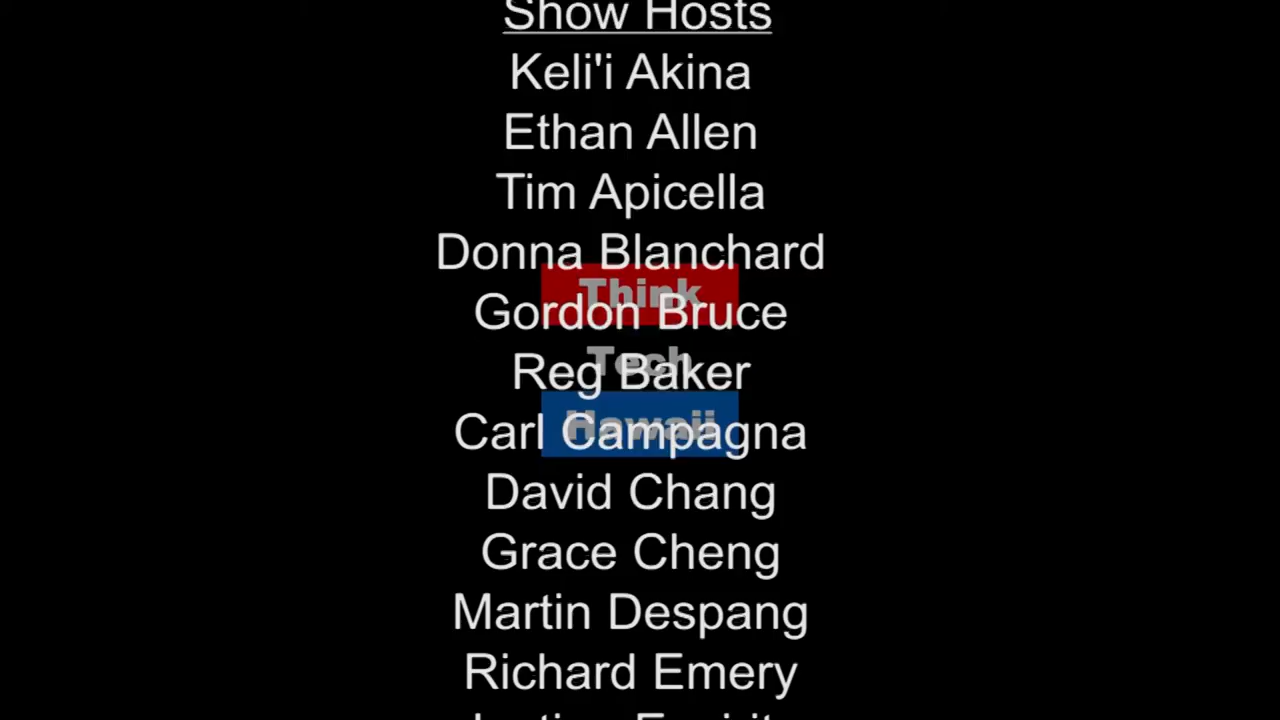 Show Hosts
Keli'i Akina
Ethan Allen
Tim Apicella
Donna Blanchard
Think
Gordon Bruce
Tech
Reg Baker
Hawaii
Carl Campagna
David Chang
Grace Cheng
Martin Despang
Richard Emery